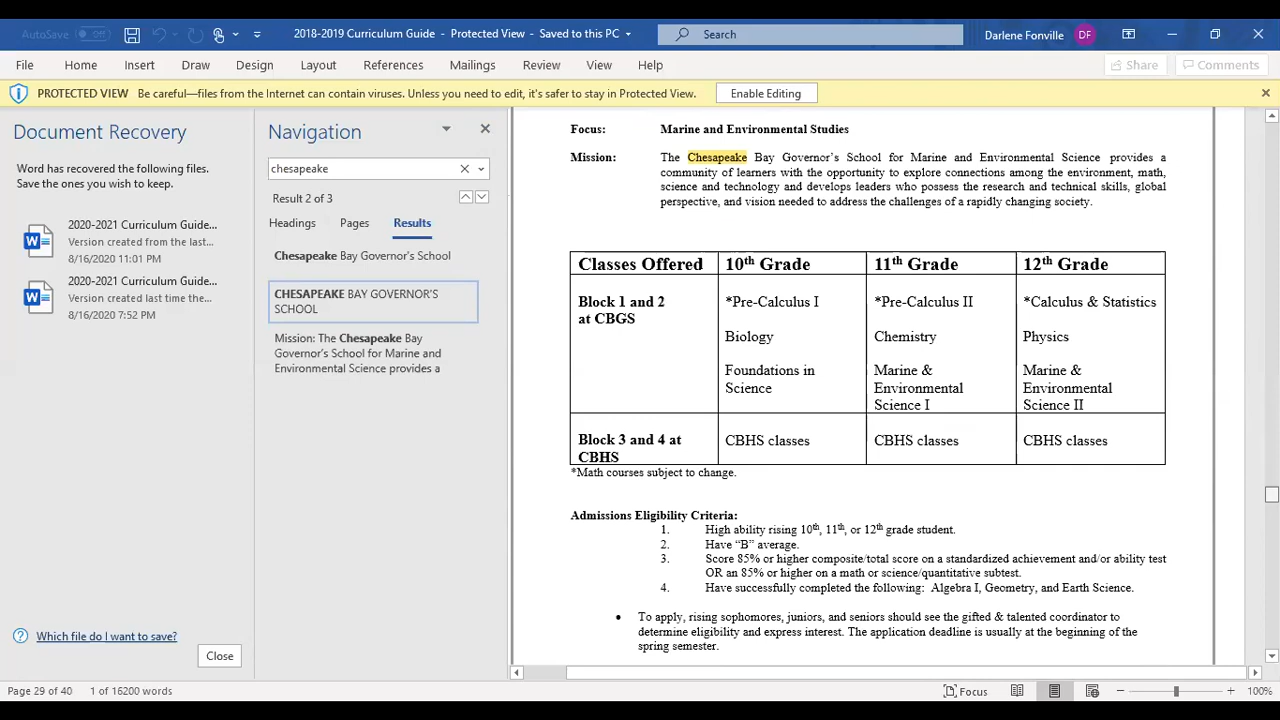 AutoSave Off
2018-2019 Curriculum Guide - Protected View - Saved to this PC
Search
Darlene Fonville DF
File Home Insert Draw Design Layout References Mailings Review View Help
Share Comments
PROTECTED VIEW Be careful—files from the Internet can contain viruses. Unless you need to edit, it's safer to stay in Protected View. Enable Editing
Document Recovery
Word has recovered the following files.
Save the ones you wish to keep.
2020-2021 Curriculum Guide...
Version created from the last...
8/16/2020 11:01 PM
2020-2021 Curriculum Guide...
Version created last time the...
8/16/2020 7:52 PM
Which file do I want to save?
Close
Navigation
chesapeake
Result 2 of 3
Headings Pages Results
Chesapeake Bay Governor's School
CHESAPEAKE BAY GOVERNOR'S
SCHOOL
Mission: The Chesapeake Bay
Governor's School for Marine and
Environmental Science provides a
Focus: Marine and Environmental Studies
Mission: The Chesapeake Bay Governor's School for Marine and Environmental Science provides a
community of learners with the opportunity to explore connections among the environment, math,
science and technology and develops leaders who possess the research and technical skills, global
perspective, and vision needed to address the challenges of a rapidly changing society.
Classes Offered 10th Grade 11th Grade 12th Grade
Block 1 and 2 *Pre-Calculus I *Pre-Calculus II *Calculus & Statistics
at CBGS
Biology Chemistry Physics
Foundations in Marine & Marine &
Science Environmental Environmental
Science I Science II
Block 3 and 4 at CBHS classes CBHS classes CBHS classes
CBHS
*Math courses subject to change.
Admissions Eligibility Criteria:
1. High ability rising 10th, 11th, or 12th grade student.
2. Have “B” average.
3. Score 85% or higher composite/total score on a standardized achievement and/or ability test
OR an 85% or higher on a math or science/quantitative subtest.
4. Have successfully completed the following: Algebra I, Geometry, and Earth Science.
• To apply, rising sophomores, juniors, and seniors should see the gifted & talented coordinator to
determine eligibility and express interest. The application deadline is usually at the beginning of the
spring semester.
Page 29 of 40 1 of 16200 words
Focus
100%